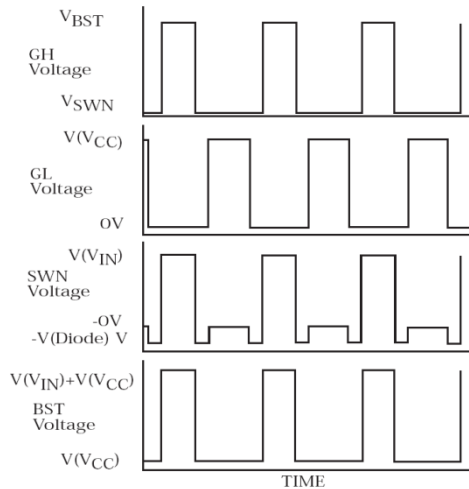 VBST
GH
Voltage
VSWN
V(VCC)
GL
Voltage
0V
V(VIN)
SWN
Voltage
-0V
-V(Diode) V
V(VIN)+V(VCC)
BST
Voltage
V(VCC)
TIME